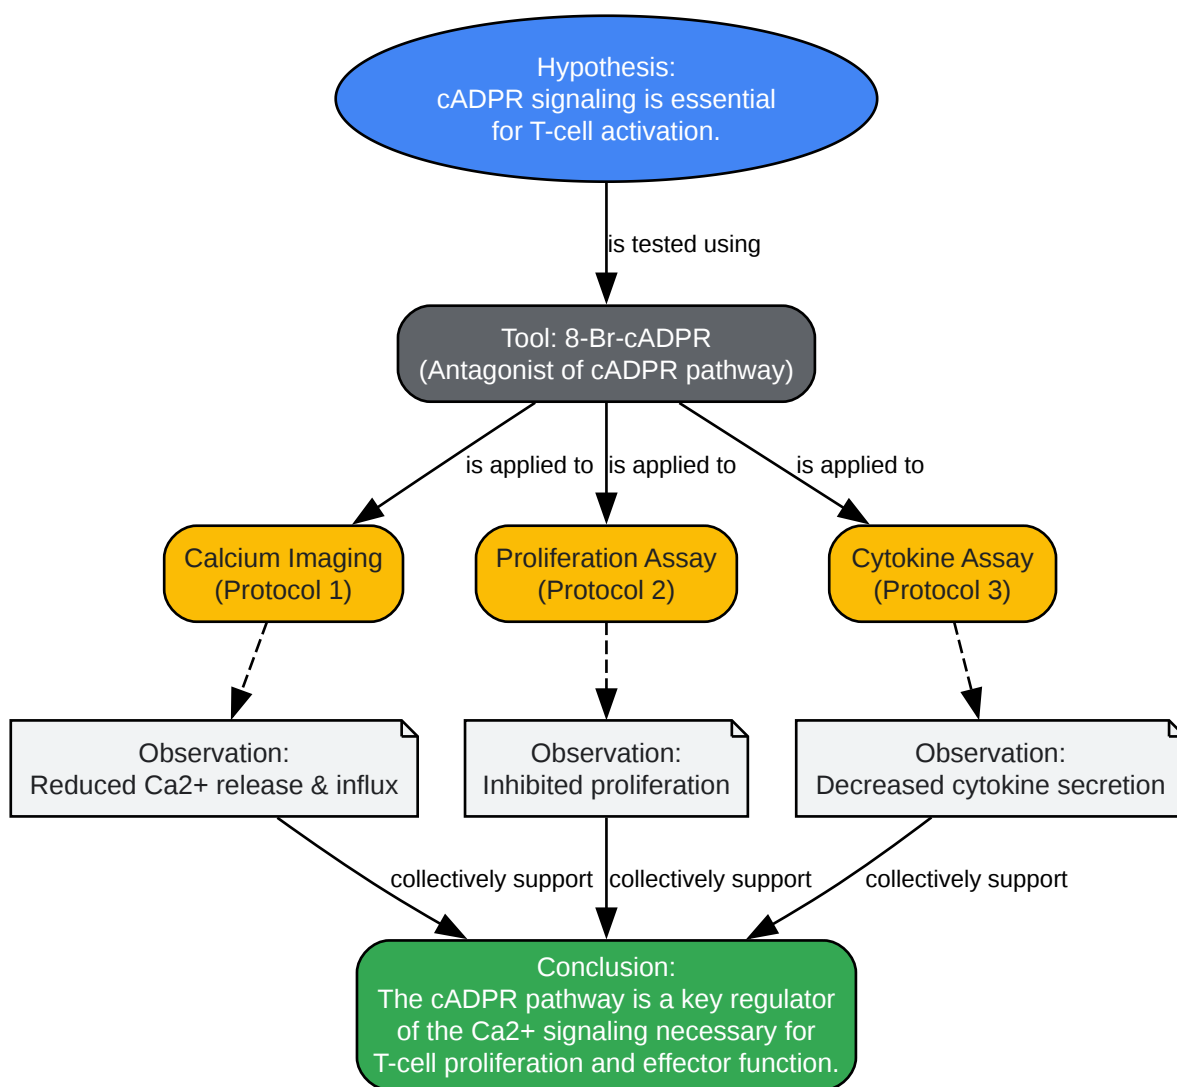 Hypothesis:
cADPR signaling is essential
for T-cell activation.
is tested using
Tool: 8-Br-cADPR
(Antagonist of cADPR pathway)
is applied to
is applied to
is applied to
Calcium Imaging
(Protocol 1)
Proliferation Assay
(Protocol 2)
Cytokine Assay
(Protocol 3)
Observation:
Reduced Ca2+ release & influx
Observation:
Inhibited proliferation
Observation:
Decreased cytokine secretion
collectively support
collectively support
collectively support
Conclusion:
The cADPR pathway is a key regulator
of the Ca2+ signaling necessary for
T-cell proliferation and effector function.